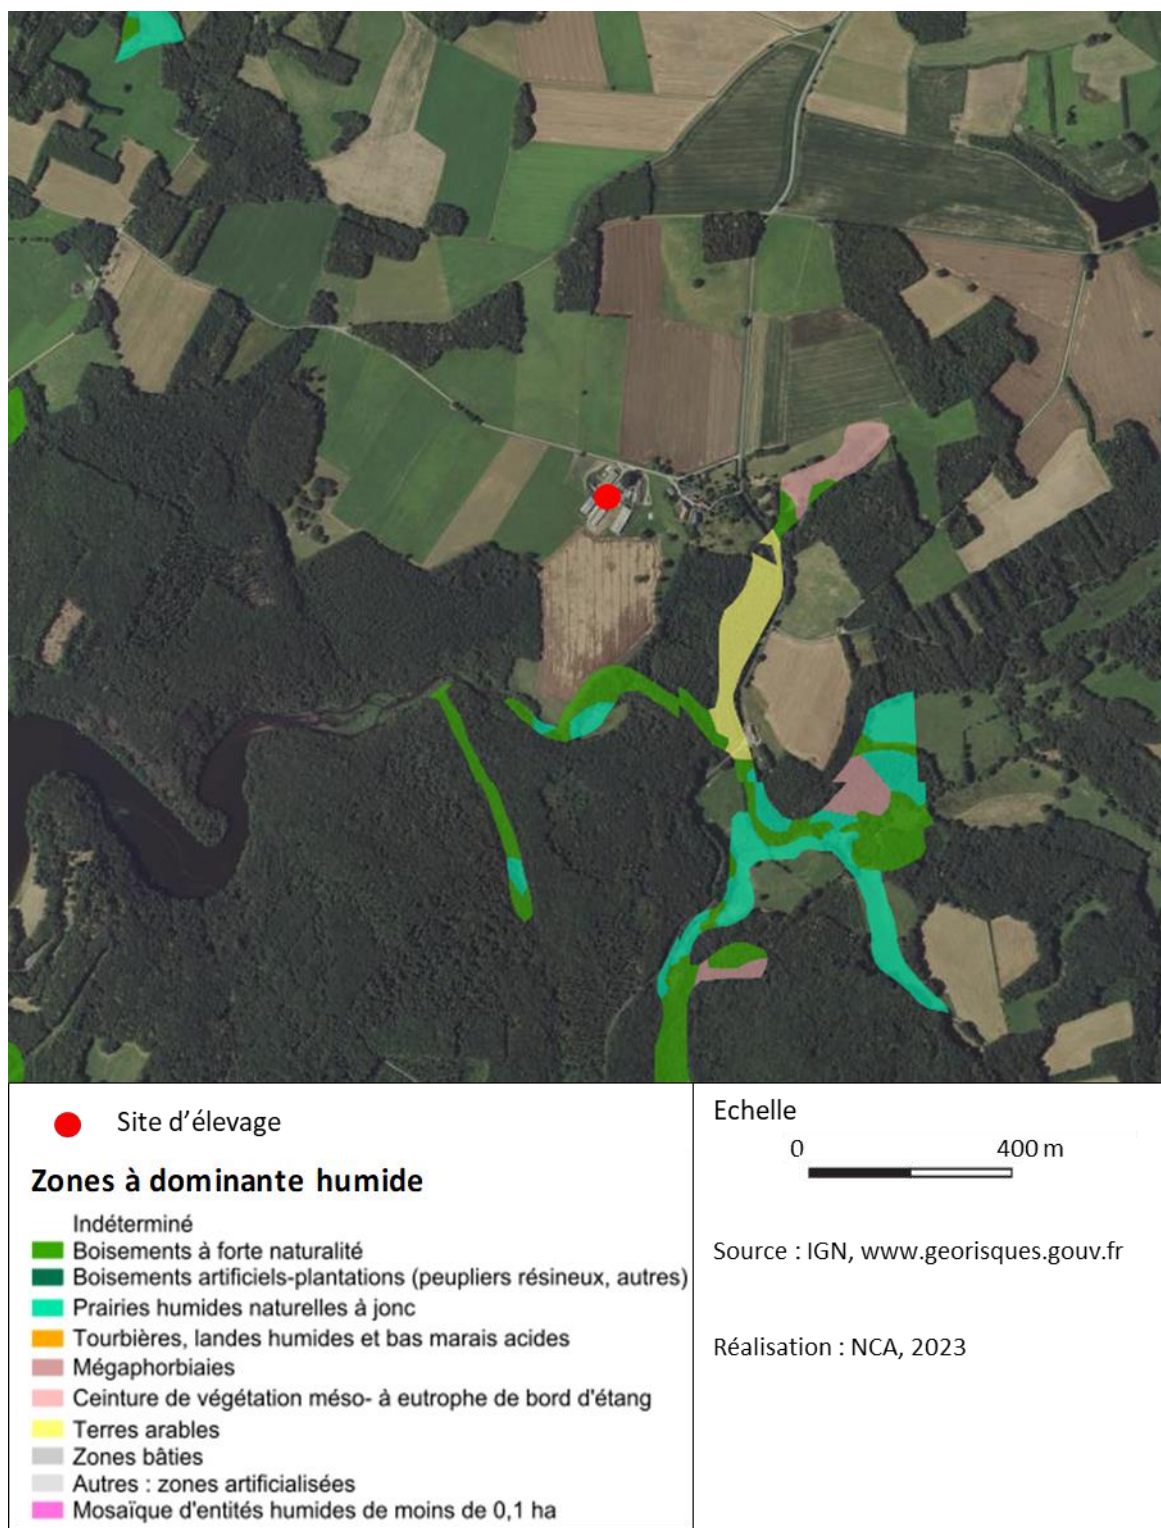 Site d'élevage
Zones à dominante humide
Indéterminé
Boisements à forte naturalité
Boisements artificiels-plantations (peupliers résineux, autres)
Prairies humides naturelles à jonc
Tourbières, landes humides et bas marais acides
Mégaphorbiaies
Ceinture de végétation méso- à eutrophe de bord d'étang
Terres arables
Zones bâties
Autres : zones artificialisées
Mosaïque d'entités humides de moins de 0,1 ha
Echelle
0 400 m
Source : IGN, www.georisques.gouv.fr
Réalisation : NCA, 2023